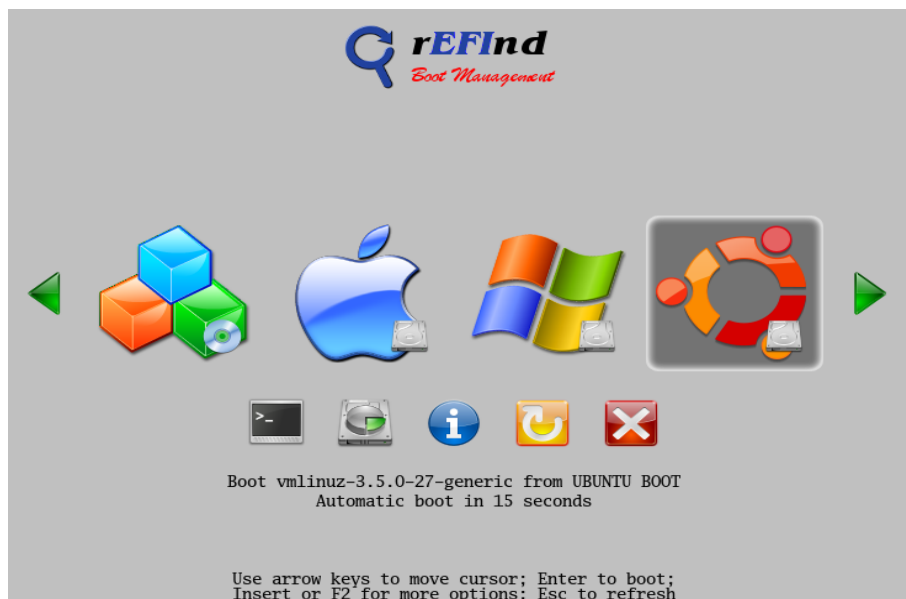 rEFInd
Boot Management
Boot vmlinuz-3.5.0-27-generic from UBUNTU BOOT
Automatic boot in 15 seconds
Use arrow keys to move cursor; Enter to boot;
Insert or F2 for more options; Esc to refresh